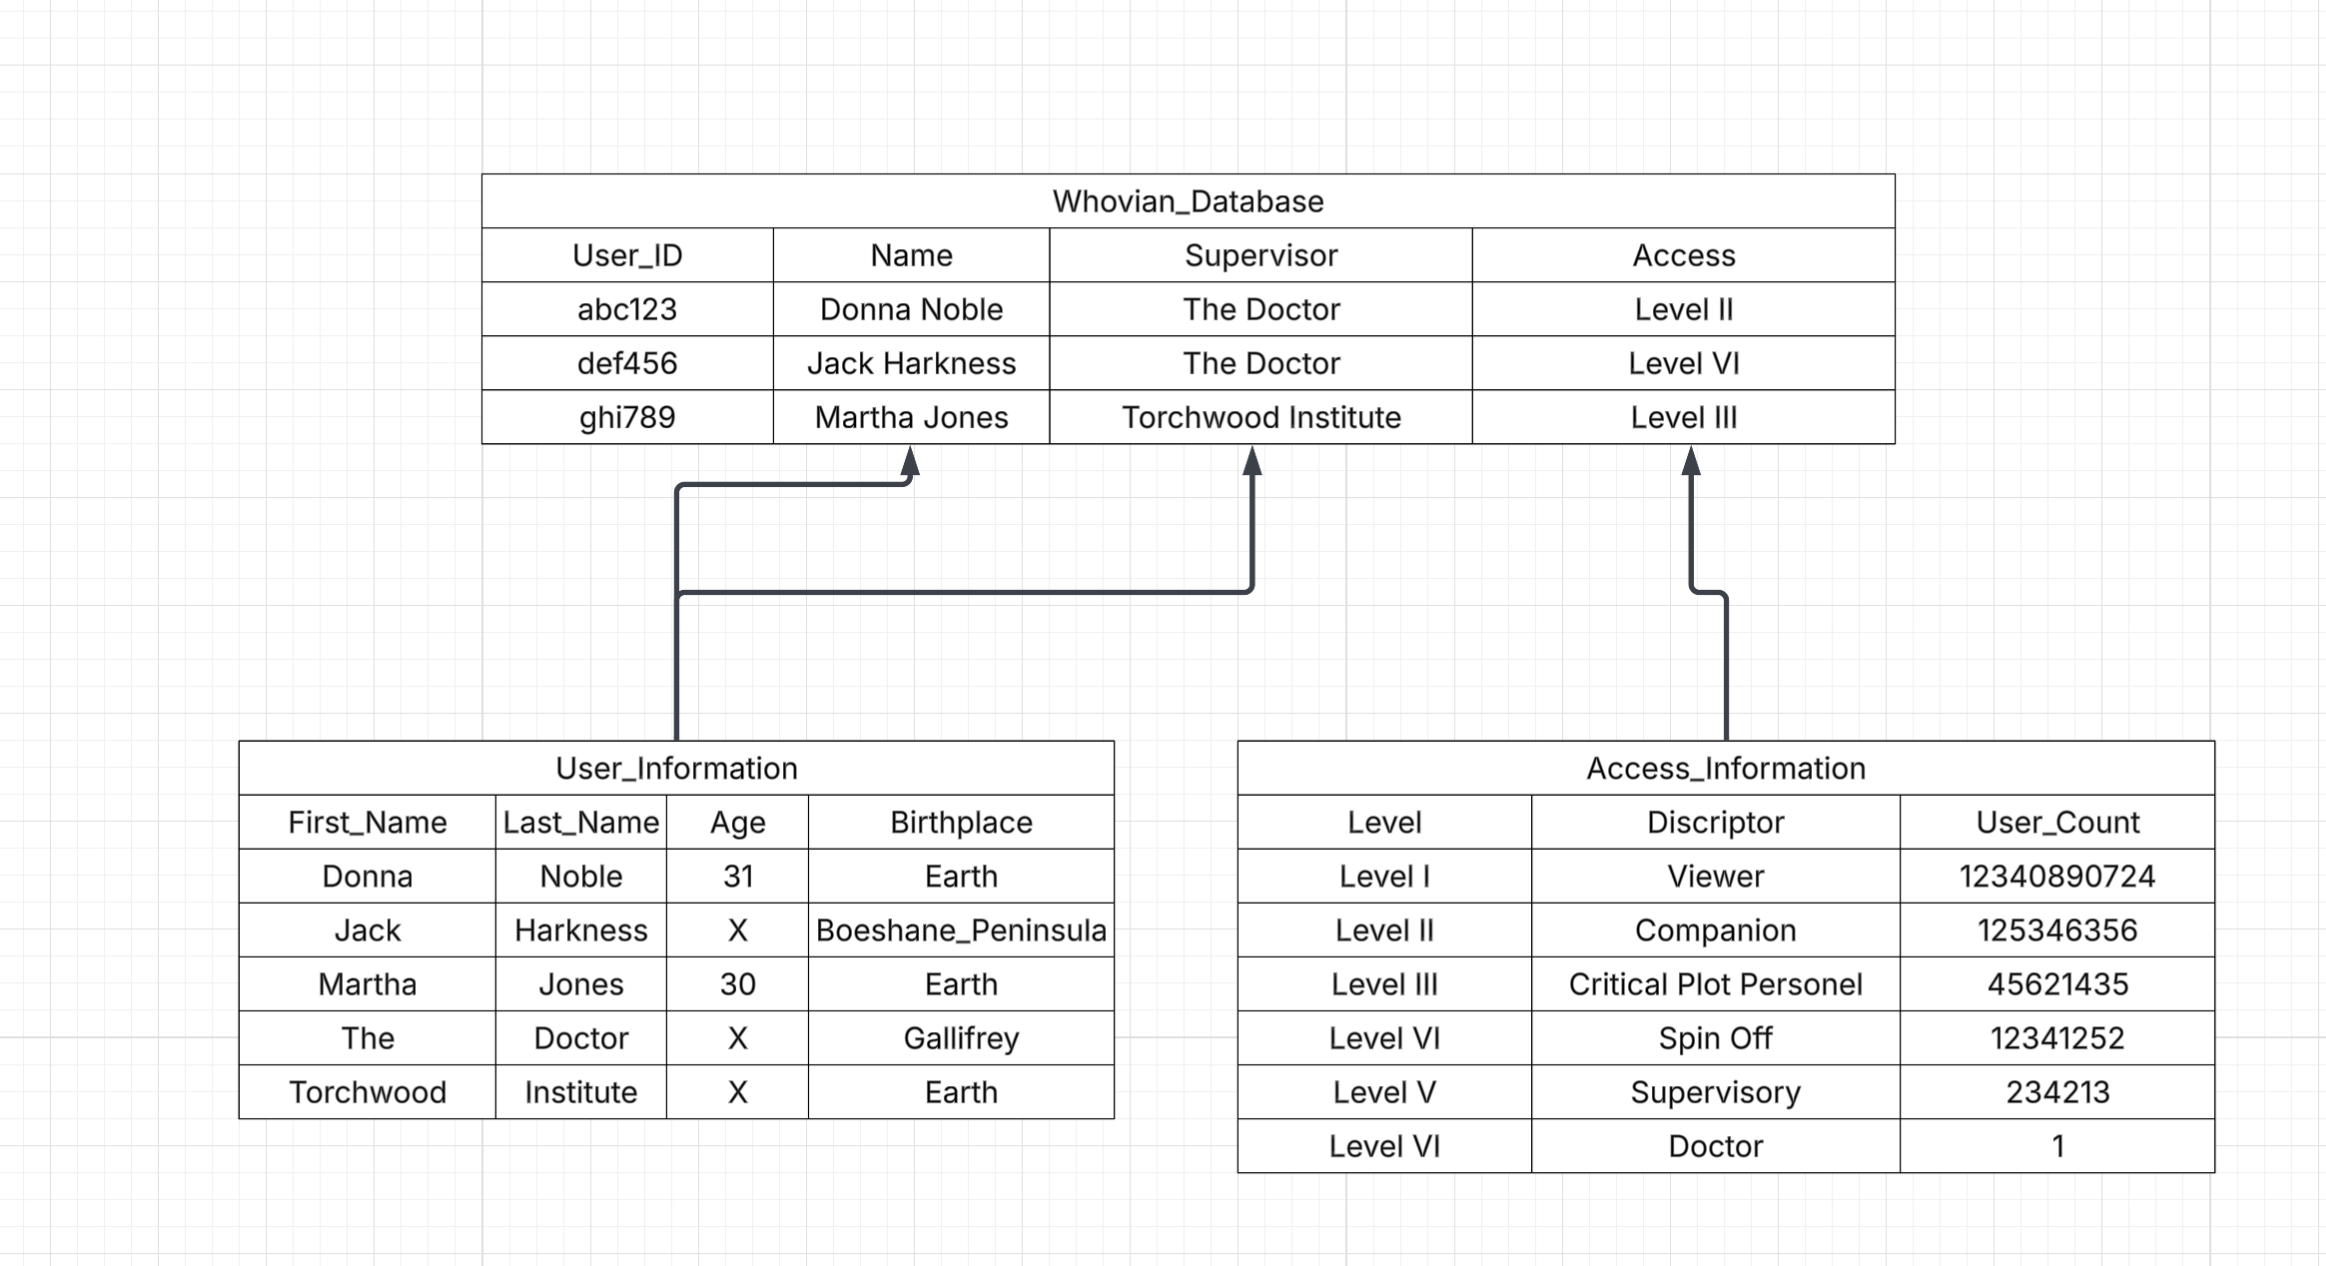 Whovian_Database
User_ID Name Supervisor Access
abc123 Donna Noble The Doctor Level II
def456 Jack Harkness The Doctor Level VI
ghi789 Martha Jones Torchwood Institute Level III
User_Information
First_Name Last_Name Age Birthplace
Donna Noble 31 Earth
Jack Harkness X Boeshane_Peninsula
Martha Jones 30 Earth
The Doctor X Gallifrey
Torchwood Institute X Earth
Access_Information
Level Discriptor User_Count
Level I Viewer 12340890724
Level II Companion 125346356
Level III Critical Plot Personel 45621435
Level VI Spin Off 12341252
Level V Supervisory 234213
Level VI Doctor 1